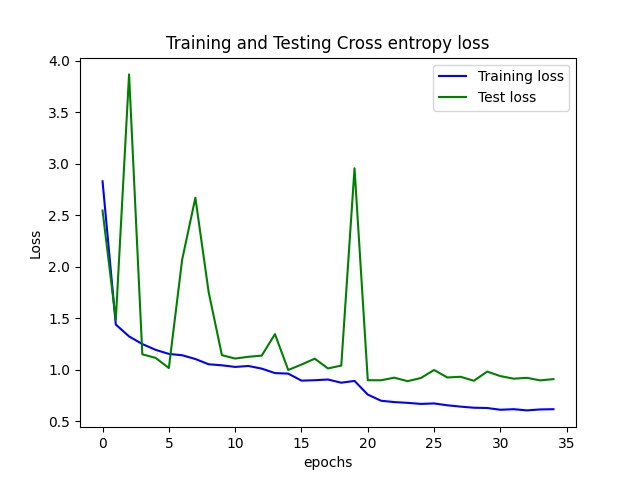 Training and Testing Cross entropy loss
4.0
3.5
3.0
2.5
2.0
1.5
1.0
0.5
Loss
Training loss
Test loss
0 5 10 15 20 25 30 35
epochs